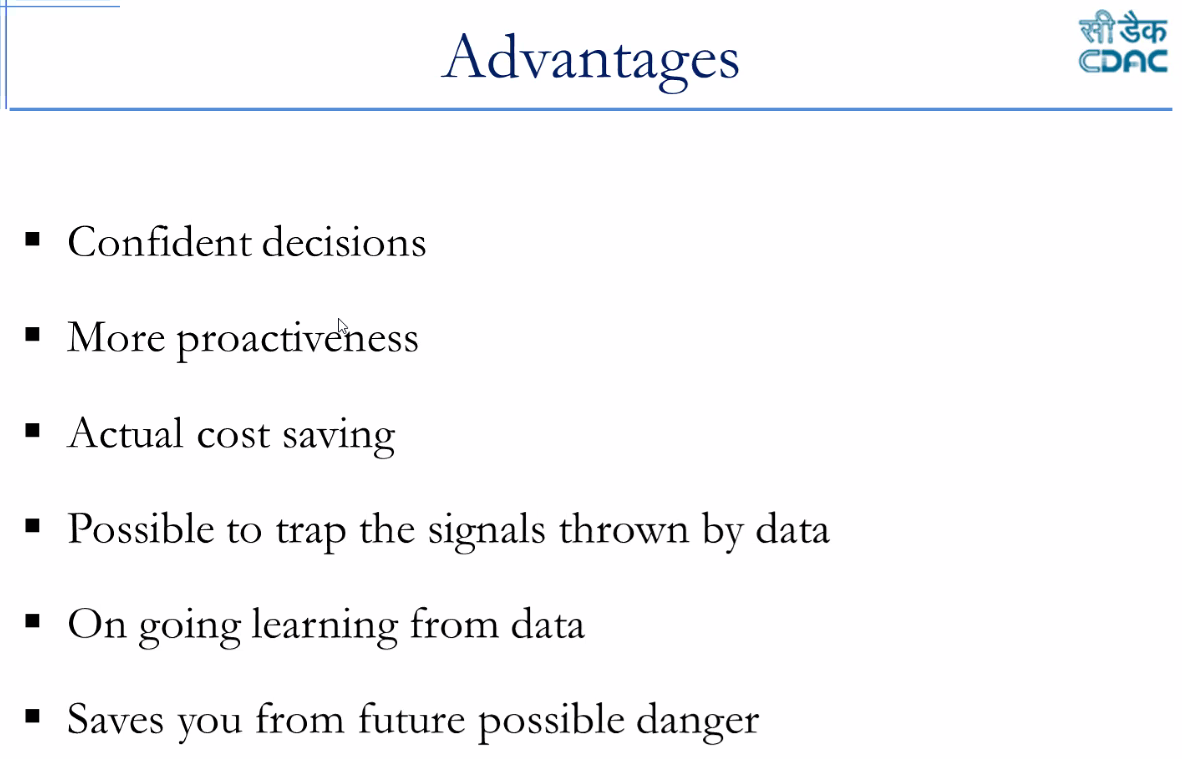 Advantages
सी डैक
CDAC
Confident decisions
More proactiveness
Actual cost saving
Possible to trap the signals thrown by data
On going learning from data
Saves you from future possible danger